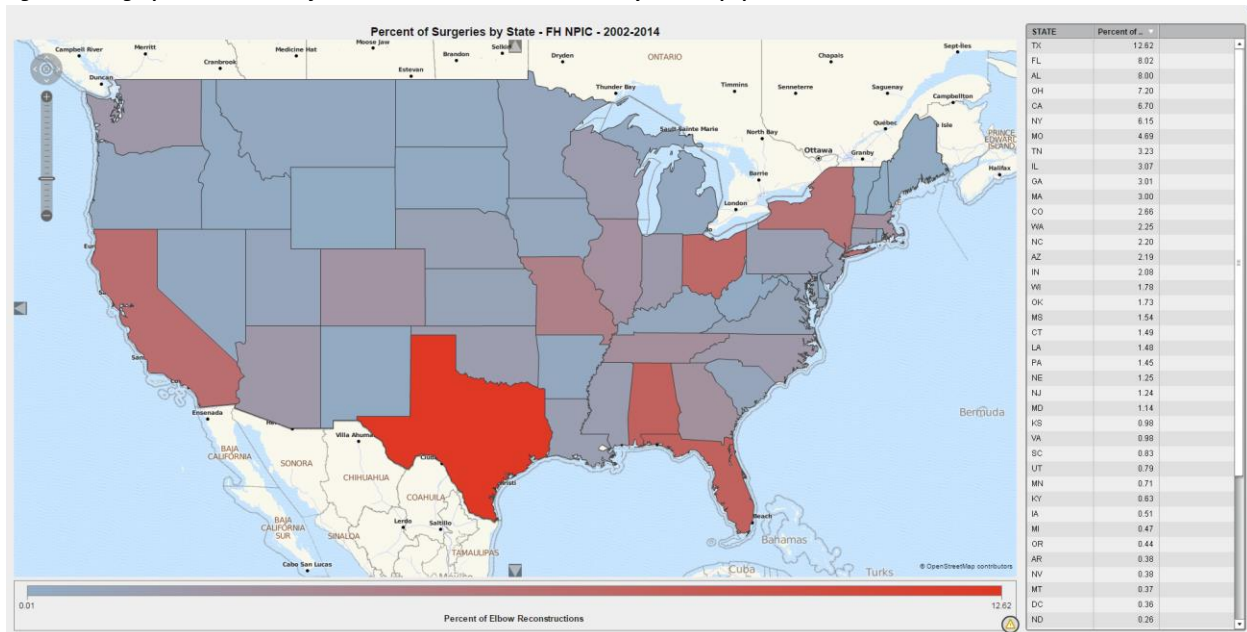 Percent of Surgeries by State - FH NPIC - 2002-2014
Campbell River
Merritt
Medicine Hat
Moose Jaw
Brandon
Selkirk
Dryden
ONTARIO
Chapais
Sept-Îles
Cranbrook
Duncan
Estevan
Thunder Bay
Timmins
Senneterre
Saguenay
Campbellton
Sault Sainte Marie
North Bay
Québec
PRINCE
EDWARD
ISLAND
Ottawa
Granby
Barrie
Halifax
London
Ensenada
Villa Ahuma
Bermuda
BAJA
CALIFORNIA
SONORA
CHIHUAHUA
COAHUILA
BAJA
CALIFORNIA
SUR
SINALOA
Lerdo
Saltillo
Beach
Bahamas
TAMAULIPAS
Cabo San Lucas
México
Cuba
Turks
© OpenStreetMap contributors
0.01
12.62
Percent of Elbow Reconstructions
STATE Percent of ..
TX 12.62
FL 8.02
AL 8.00
OH 7.20
CA 6.70
NY 6.15
MO 4.69
TN 3.23
IL 3.07
GA 3.01
MA 3.00
CO 2.66
WA 2.25
NC 2.20
AZ 2.19
IN 2.08
WI 1.78
OK 1.73
MS 1.54
CT 1.49
LA 1.48
PA 1.45
NE 1.25
NJ 1.24
MD 1.14
KS 0.98
VA 0.98
SC 0.83
UT 0.79
MN 0.71
KY 0.63
IA 0.51
MI 0.47
OR 0.44
AR 0.38
NV 0.38
MT 0.37
DC 0.36
ND 0.26